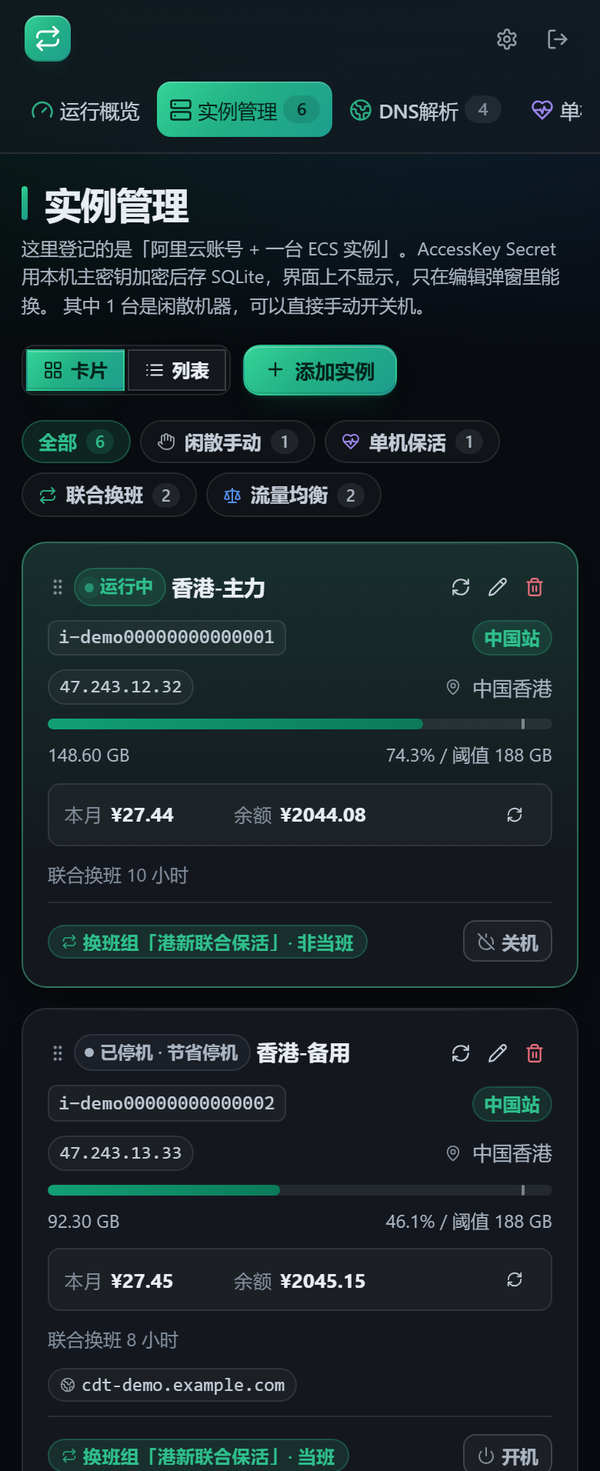 运行概览
实例管理 6
DNS解析 4
单
实例管理
这里登记的是「阿里云账号 + 一台 ECS 实例」。AccessKey Secret
用本机主密钥加密后存 SQLite，界面上不显示，只在编辑弹窗里能
换。 其中 1 台是闲散机器，可以直接手动开关机。
卡片
列表
+ 添加实例
全部 6
闲散手动 1
单机保活 1
联合换班 2
流量均衡 2
运行中 香港-主力
i-demo00000000000001
中国站
47.243.12.32
中国香港
148.60 GB
74.3% / 阈值 188 GB
本月 ¥27.44 余额 ¥2044.08
联合换班 10 小时
换班组「港新联合保活」· 非当班
关机
已停机 · 节省停机 香港-备用
i-demo00000000000002
中国站
47.243.13.33
中国香港
92.30 GB
46.1% / 阈值 188 GB
本月 ¥27.45 余额 ¥2045.15
联合换班 8 小时
cdt-demo.example.com
换班组「港新联合保活」· 当班
开机